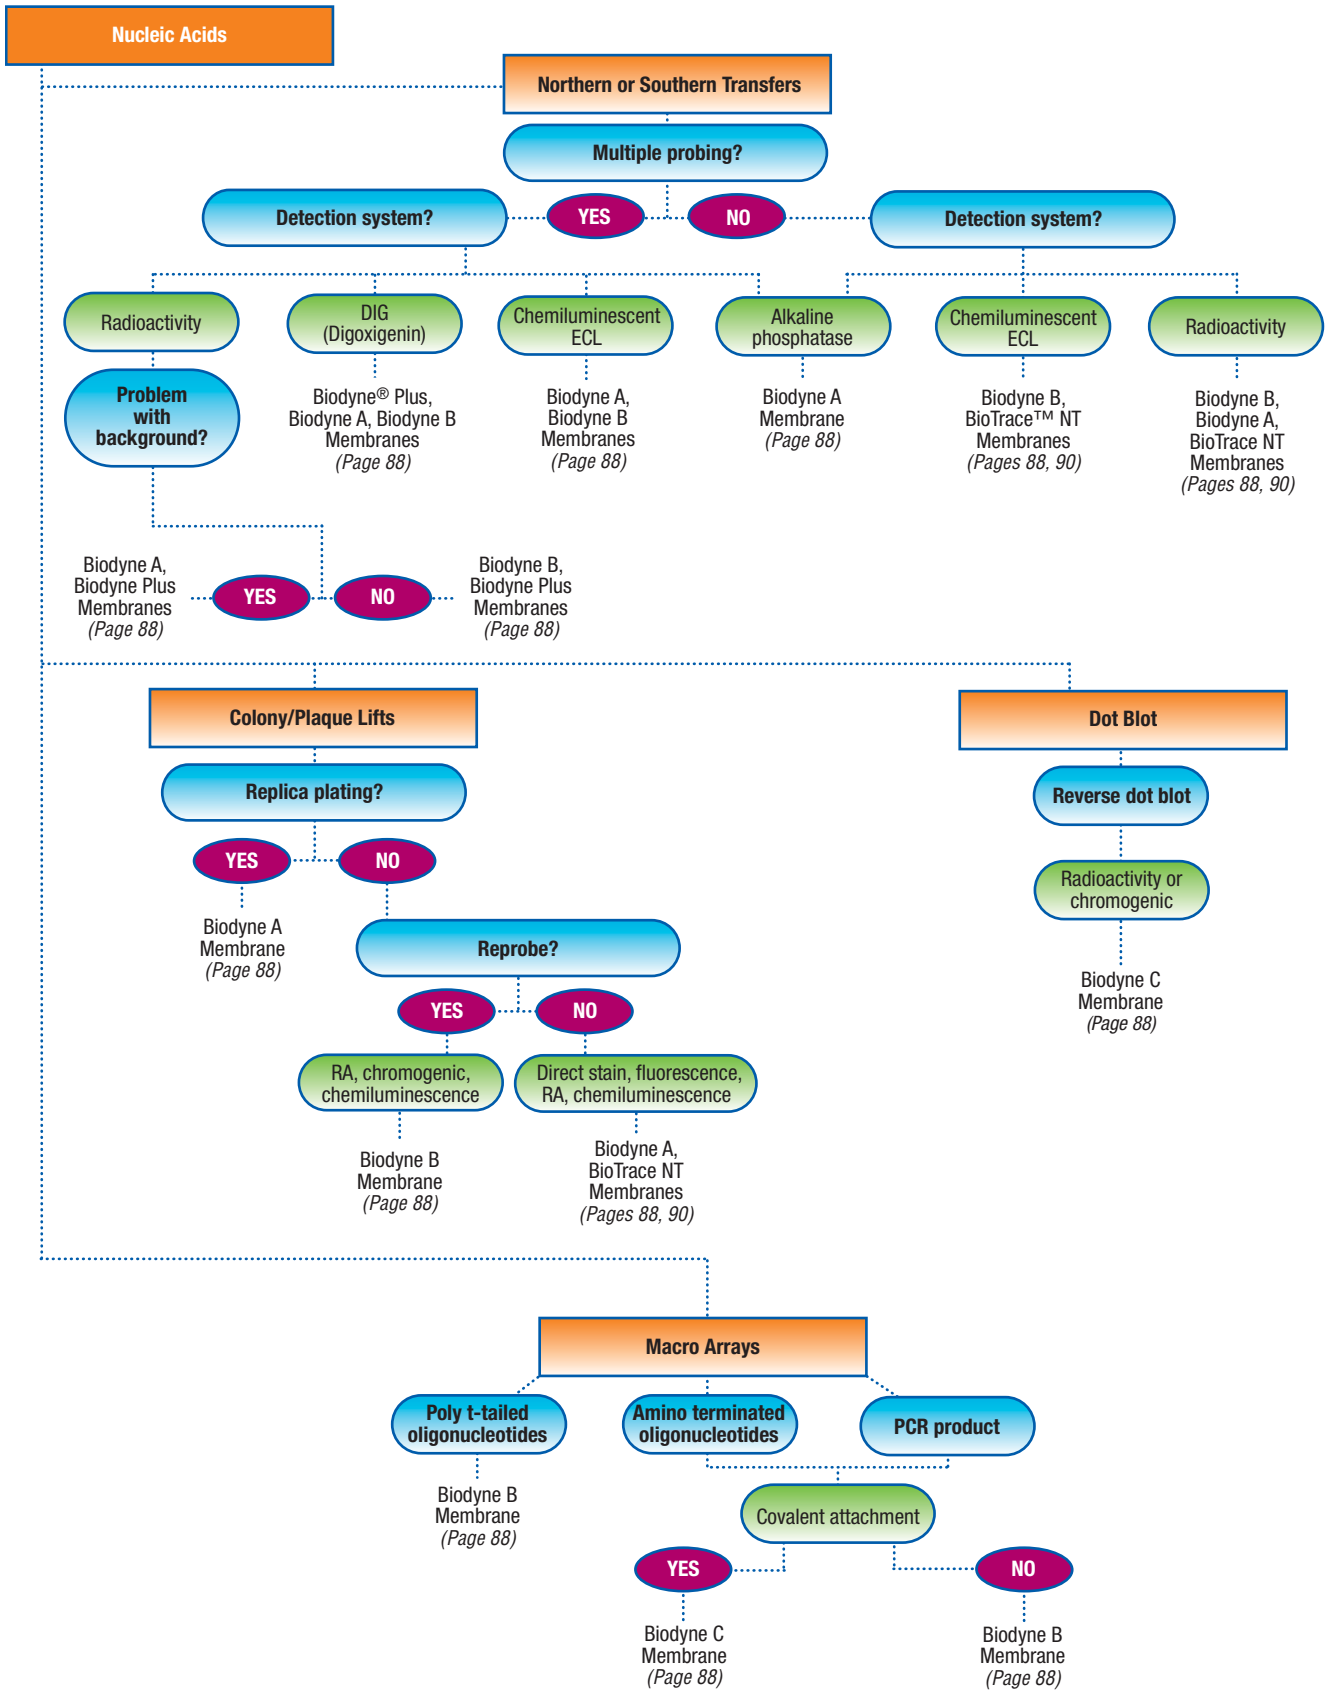 Nucleic Acids
Northern or Southern Transfers
Multiple probing?
Detection system?
YES
NO
Detection system?
Radioactivity
DIG
(Digoxigenin)
Chemiluminescent
ECL
Alkaline
phosphatase
Chemiluminescent
ECL
Radioactivity
Problem
with
background?
Biodyne® Plus,
Biodyne A, Biodyne B
Membranes
(Page 88)
Biodyne A,
Biodyne B
Membranes
(Page 88)
Biodyne A
Membrane
(Page 88)
Biodyne B,
BioTrace™ NT
Membranes
(Pages 88, 90)
Biodyne B,
Biodyne A,
BioTrace NT
Membranes
(Pages 88, 90)
Biodyne A,
Biodyne Plus
Membranes
(Page 88)
YES
NO
Biodyne B,
Biodyne Plus
Membranes
(Page 88)
Colony/Plaque Lifts
Replica plating?
YES
NO
Biodyne A
Membrane
(Page 88)
Reprobe?
YES
NO
RA, chromogenic,
chemiluminescence
Direct stain, fluorescence,
RA, chemiluminescence
Biodyne B
Membrane
(Page 88)
Biodyne A,
BioTrace NT
Membranes
(Pages 88, 90)
Dot Blot
Reverse dot blot
Radioactivity or
chromogenic
Biodyne C
Membrane
(Page 88)
Macro Arrays
Poly t-tailed
oligonucleotides
Amino terminated
oligonucleotides
PCR product
Biodyne B
Membrane
(Page 88)
Covalent attachment
YES
NO
Biodyne C
Membrane
(Page 88)
Biodyne B
Membrane
(Page 88)